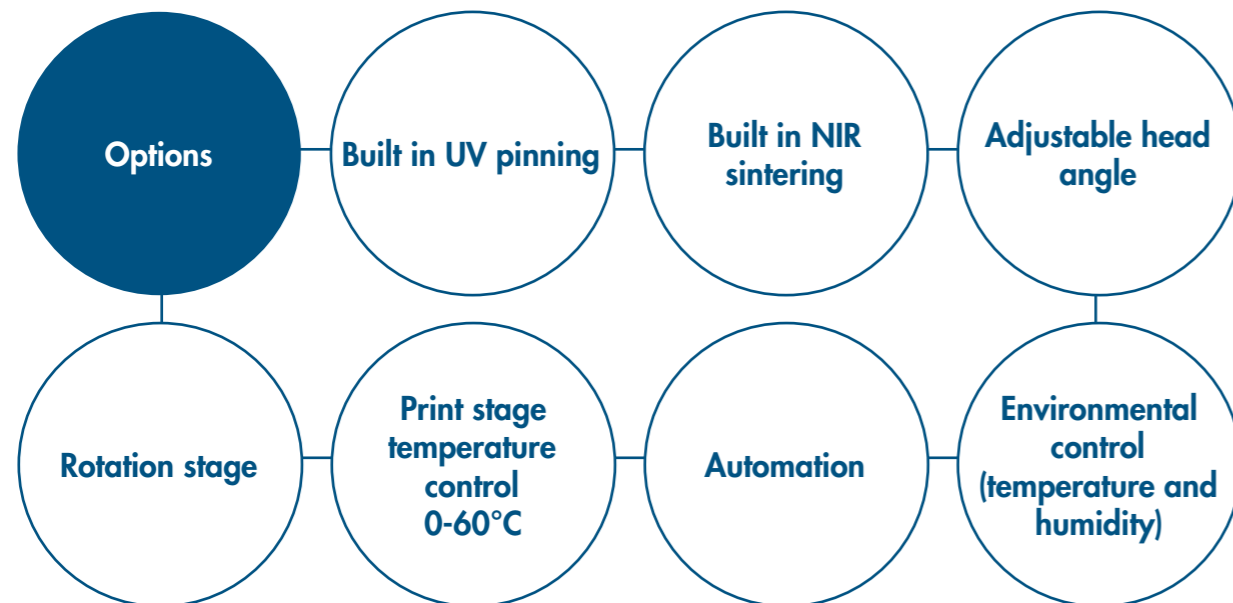 Options
Built in UV pinning
Built in NIR
sintering
Adjustable head
angle
Rotation stage
Print stage
temperature
control
0-60°C
Automation
Environmental
control
(temperature and
humidity)